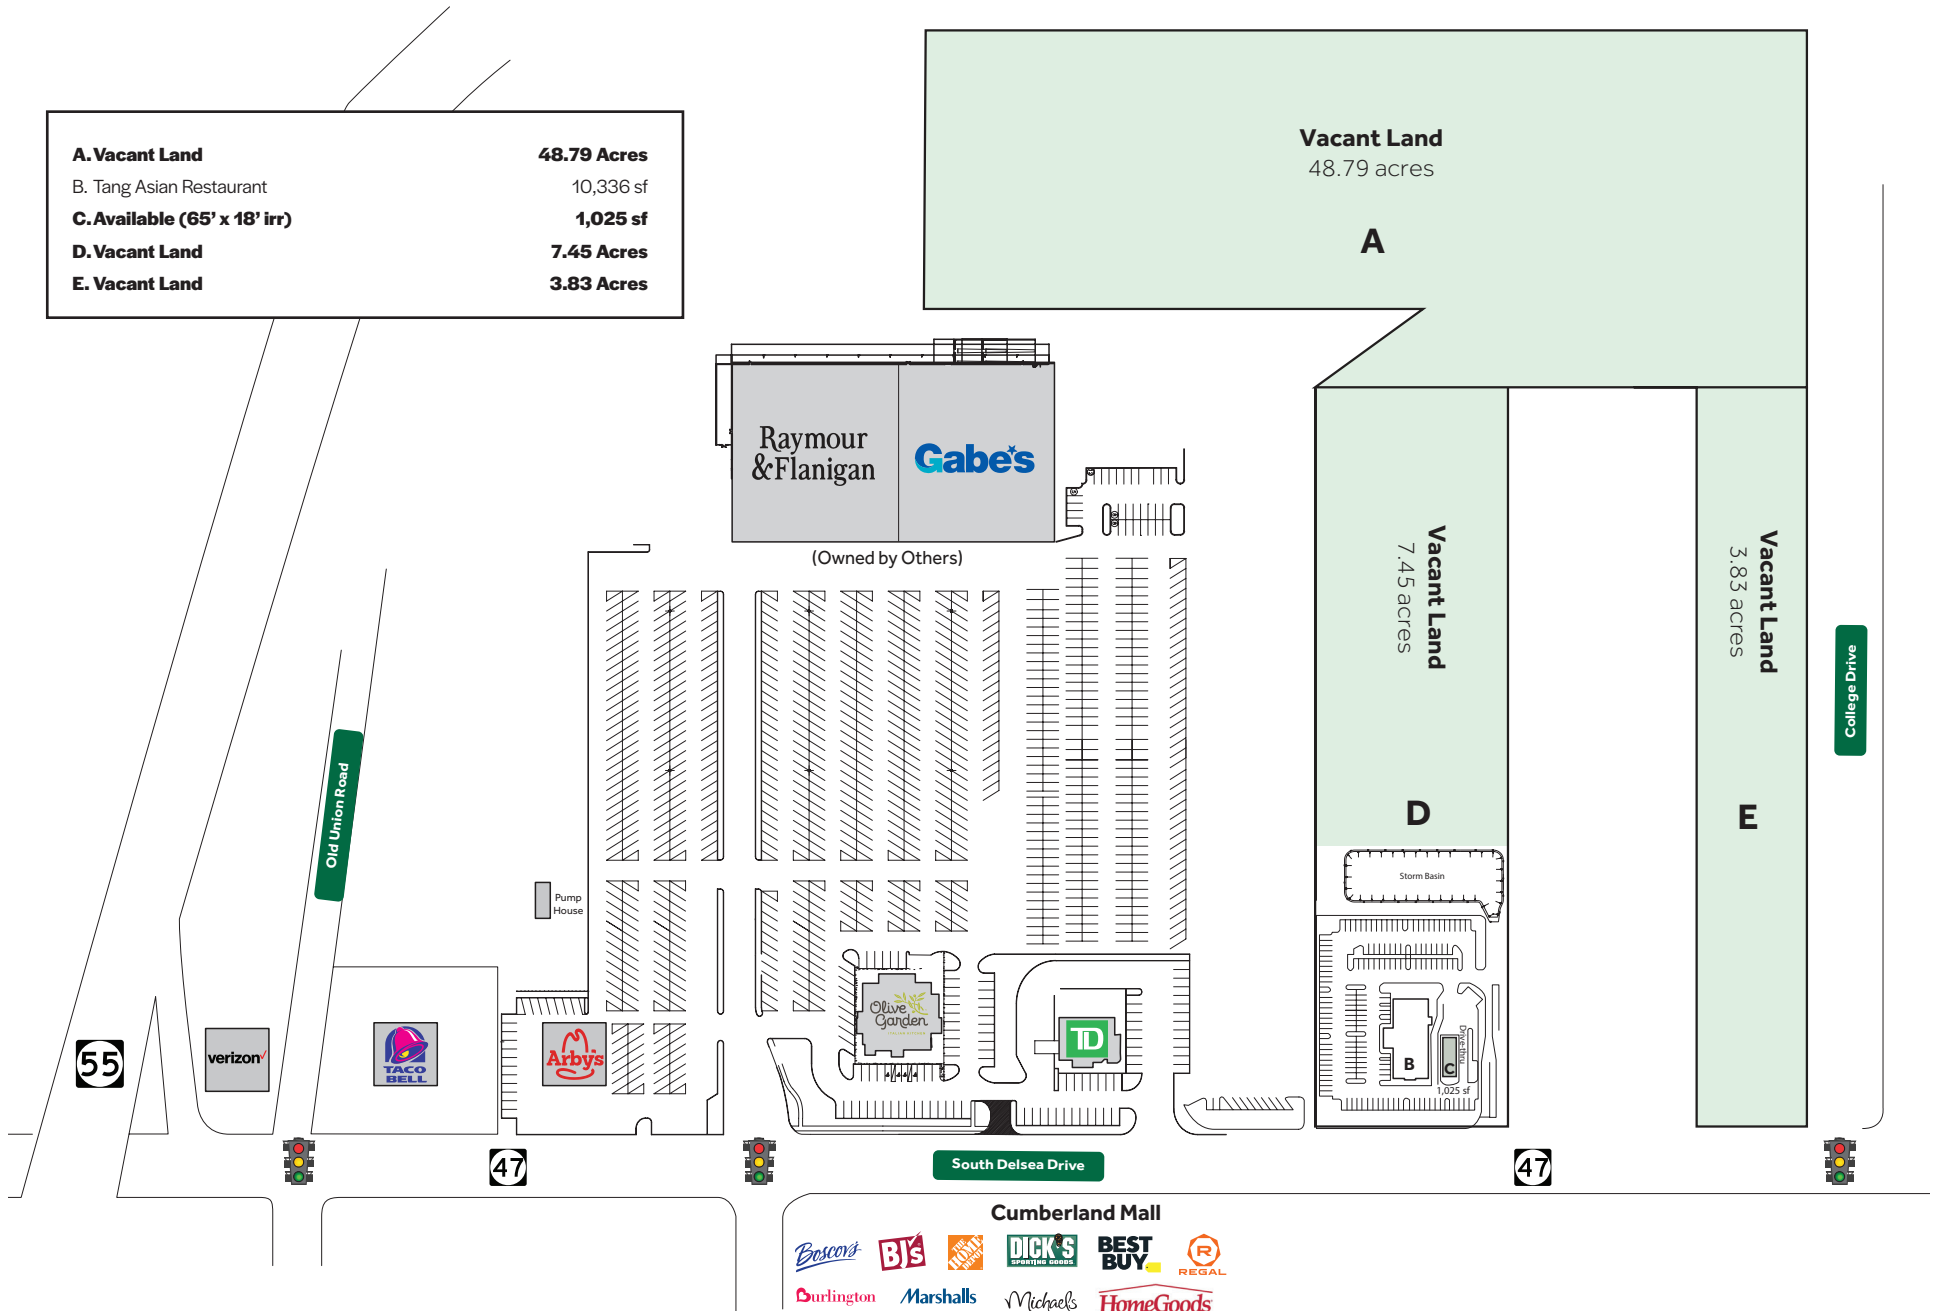 A. Vacant Land 48.79 Acres
B. Tang Asian Restaurant 10,336 sf
C. Available (65’ x 18’ irr) 1,025 sf
D. Vacant Land 7.45 Acres
E. Vacant Land 3.83 Acres
Vacant Land
48.79 acres
A
Raymour
&Flanigan
Gabe's
(Owned by Others)
Vacant Land
7.45 acres
D
Vacant Land
3.83 acres
E
College Drive
Old Union Road
Pump
House
Storm Basin
Olive
Garden
TD
B
C
Drive-thru
1,025 sf
55
verizon
TACO
BELL
Arby's
47
South Delsea Drive
47
Cumberland Mall
Boscov's
BJ's
THE
HOME
DEPOT
DICK'S
SPORTING GOODS
BEST
BUY
R
REGAL
Burlington
Marshalls
Michaels
HomeGoods